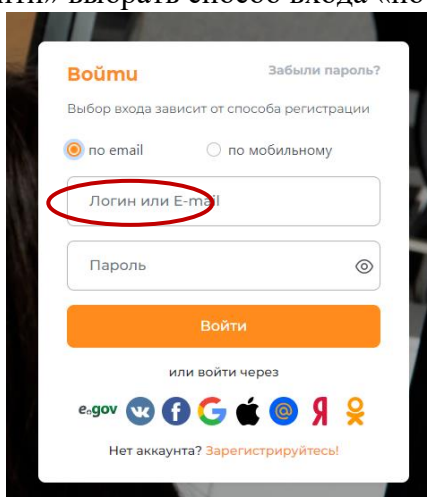 Войти Забыли пароль?
Выбор входа зависит от способа регистрации
по email по мобильному
Логин или E-mail
Пароль
Войти
или войти через
e.gov
Нет аккаунта? Зарегистрируйтесь!